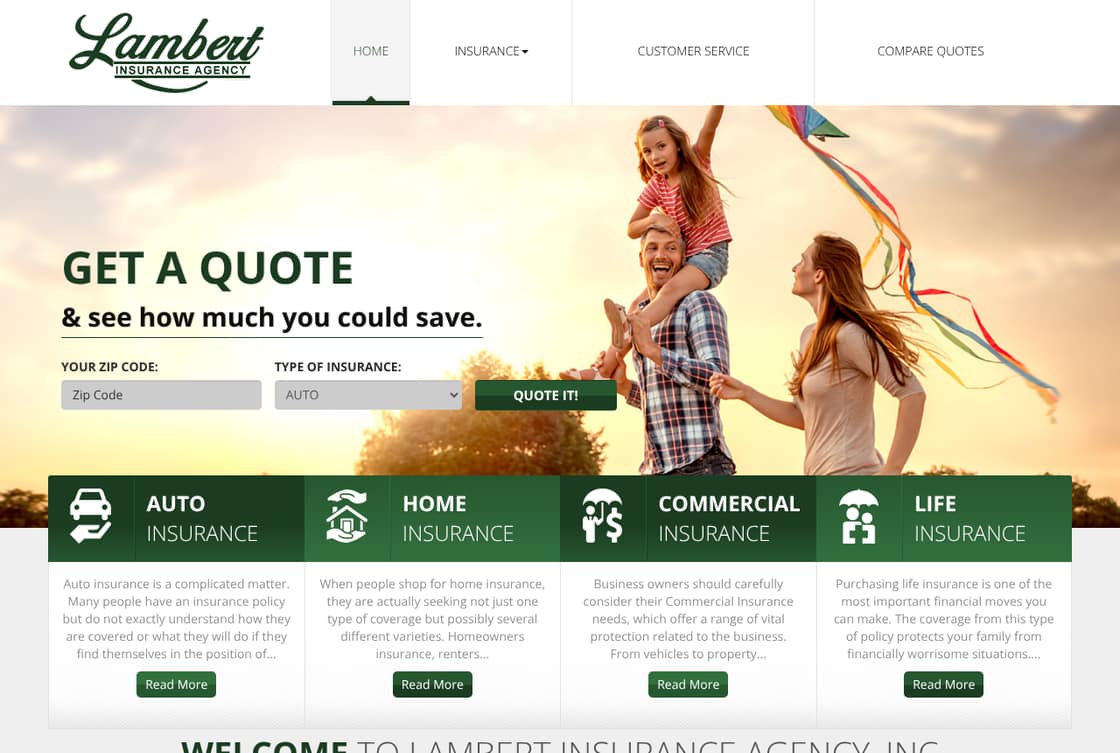 Lambert
INSURANCE AGENCY
HOME
INSURANCE
CUSTOMER SERVICE
COMPARE QUOTES
GET A QUOTE
& see how much you could save.
YOUR ZIP CODE:
TYPE OF INSURANCE:
Zip Code
AUTO
QUOTE IT!
AUTO
INSURANCE
Auto insurance is a complicated matter.
Many people have an insurance policy
but do not exactly understand how they
are covered or what they will do if they
find themselves in the position of...
Read More
HOME
INSURANCE
When people shop for home insurance,
they are actually seeking not just one
type of coverage but possibly several
different varieties. Homeowners
insurance, renters...
Read More
COMMERCIAL
INSURANCE
Business owners should carefully
consider their Commercial Insurance
needs, which offer a range of vital
protection related to the business.
From vehicles to property...
Read More
LIFE
INSURANCE
Purchasing life insurance is one of the
most important financial moves you
can make. The coverage from this type
of policy protects your family from
financially worrisome situations....
Read More
WELCOME TO LAMBERT INSURANCE AGENCY, INC